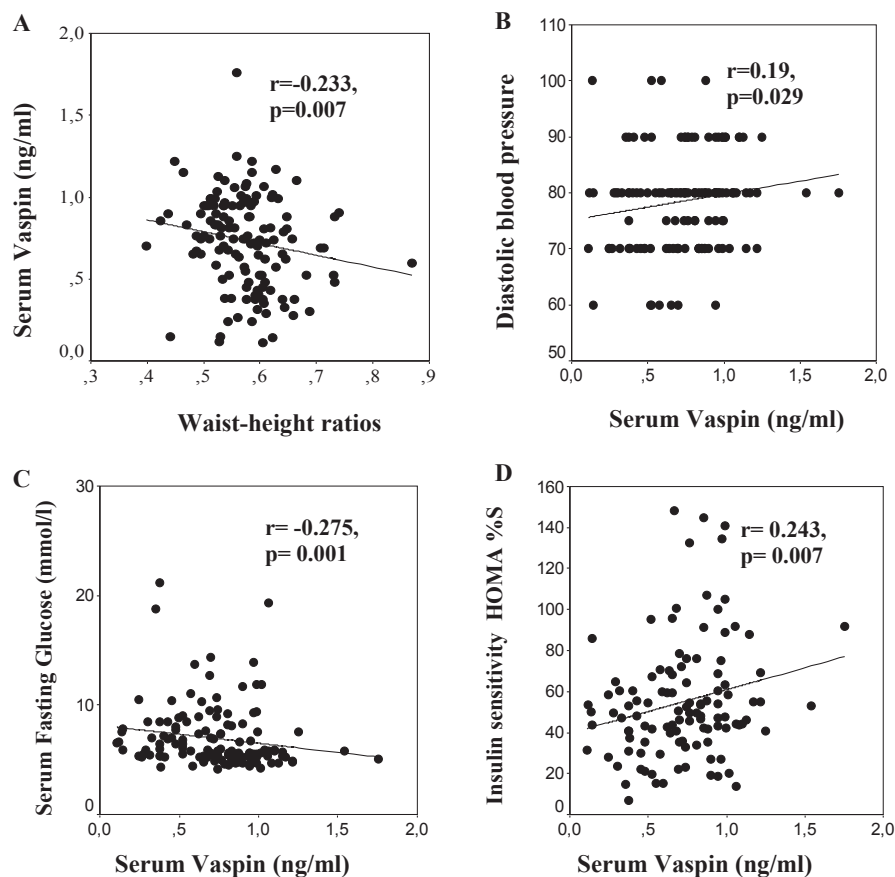 A
2,0
1,5
1,0
,5
0,0
,3
,4
,5
,6
,7
,8
,9
r=-0.233,
p=0.007
Serum Vaspin (ng/ml)
Waist-height ratios
B
110
100
90
80
70
60
50
0,0
,5
1,0
1,5
2,0
r=0.19,
p=0.029
Diastolic blood pressure
Serum Vaspin (ng/ml)
C
30
20
10
0
0,0
,5
1,0
1,5
2,0
r= -0.275,
p= 0.001
Serum Fasting Glucose (mmol/l)
Serum Vaspin (ng/ml)
D
160
140
120
100
80
60
40
20
0
0,0
,5
1,0
1,5
2,0
r= 0.243,
p= 0.007
Insulin sensitivity HOMA %S
Serum Vaspin (ng/ml)